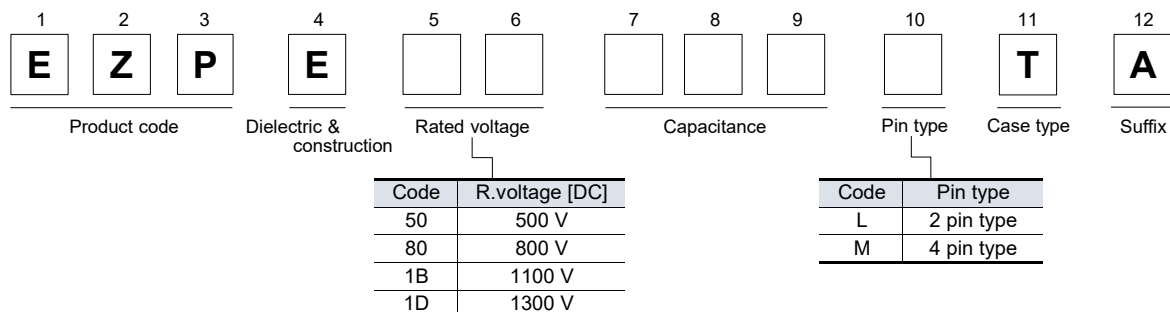 1 2 3 4 5 6 7 8 9 10 11 12
E Z P E T A
Product code Dielectric & construction Rated voltage Capacitance Pin type Case type Suffix
Code R.voltage [DC]
50 500 V
80 800 V
1B 1100 V
1D 1300 V
Code Pin type
L 2 pin type
M 4 pin type